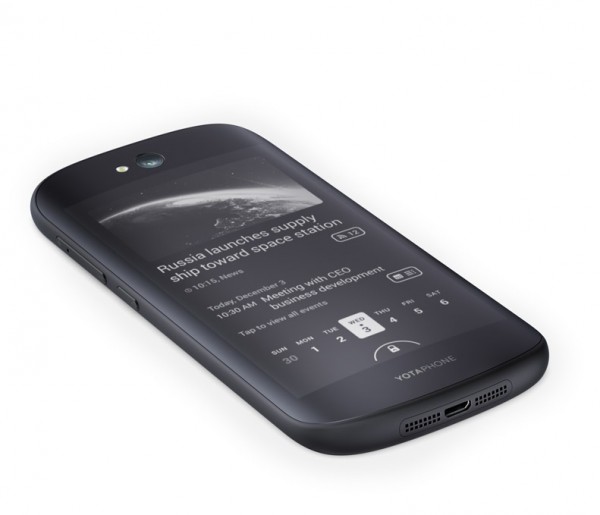 Russia launches supply
ship toward space station
12
10:15, News
Today, December 3
10:30 AM Meeting with CEO
business development
Tap to view all events
SUN MON TUE WED THU FRI SAT
30 1 2 3 4 5 6
YOTAPHONE